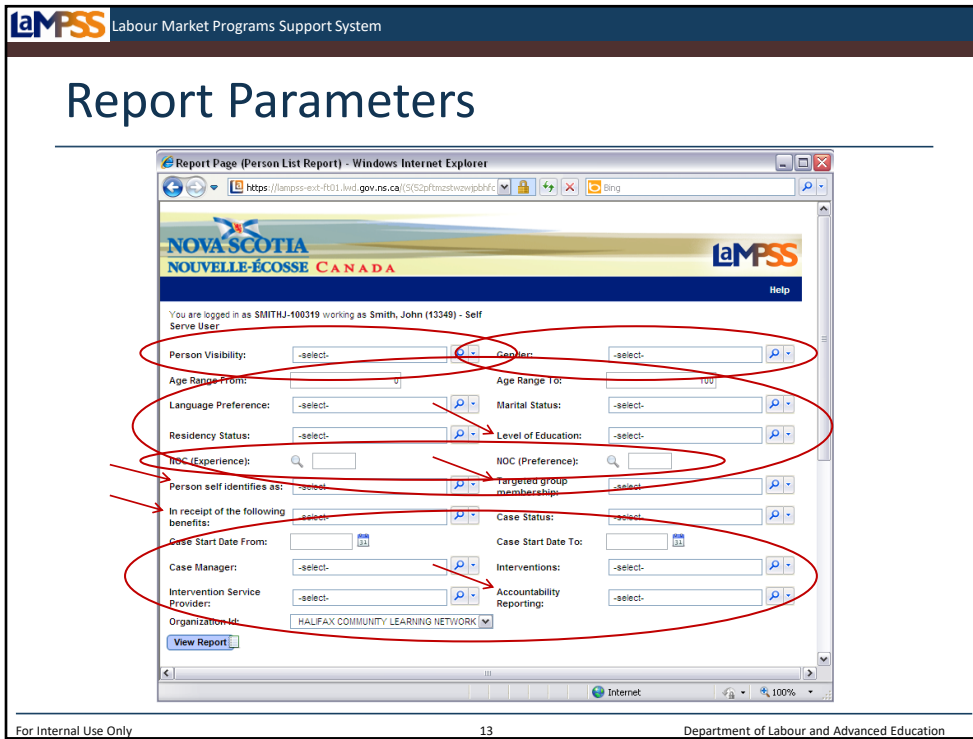 LaMPSS Labour Market Programs Support System
Report Parameters
Report Page (Person List Report) - Windows Internet Explorer
https://lampss-ext-ft01.lwd.gov.ns.ca/(S(52pftmzstwzwjpbhfc Bing
NOVA SCOTIA
NOUVELLE-ÉCOSSE CANADA
LaMPSS
Help
You are logged in as SMITHJ-100319 working as Smith, John (13349) - Self
Serve User
Person Visibility: -select- Gender: -select-
Age Range From: 0 Age Range To: 100
Language Preference: -select- Marital Status: -select-
Residency Status: -select- Level of Education: -select-
NOC (Experience): NOC (Preference):
Person self identifies as: -select- Targeted group
membership: -select-
In receipt of the following
benefits: -select- Case Status: -select-
Case Start Date From: 31 Case Start Date To: 31
Case Manager: -select- Interventions: -select-
Intervention Service
Provider: -select- Accountability
Reporting: -select-
Organization Id: HALIFAX COMMUNITY LEARNING NETWORK
View Report
Internet 100%
For Internal Use Only 13 Department of Labour and Advanced Education